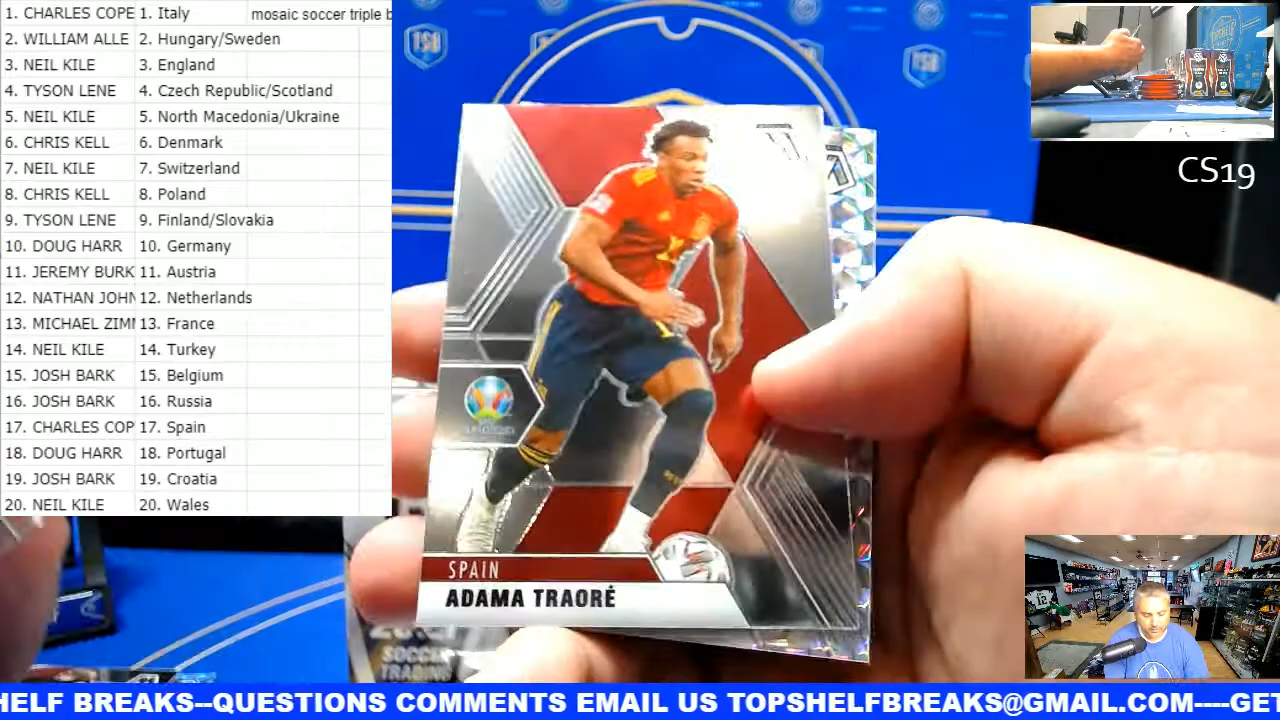 1. CHARLES COPE 1. Italy mosaic soccer triple b
2. WILLIAM ALLE 2. Hungary/Sweden
3. NEIL KILE 3. England
4. TYSON LENE 4. Czech Republic/Scotland
5. NEIL KILE 5. North Macedonia/Ukraine
6. CHRIS KELL 6. Denmark
7. NEIL KILE 7. Switzerland
8. CHRIS KELL 8. Poland
9. TYSON LENE 9. Finland/Slovakia
10. DOUG HARR 10. Germany
11. JEREMY BURK 11. Austria
12. NATHAN JOHN 12. Netherlands
13. MICHAEL ZIMM 13. France
14. NEIL KILE 14. Turkey
15. JOSH BARK 15. Belgium
16. JOSH BARK 16. Russia
17. CHARLES COP 17. Spain
18. DOUG HARR 18. Portugal
19. JOSH BARK 19. Croatia
20. NEIL KILE 20. Wales
TSB
TSB
CS19
SPAIN
ADAMA TRAORÉ
SOCCER
TRADING
HELF BREAKS--QUESTIONS COMMENTS EMAIL US TOPSHELFBREAKS@GMAIL.COM----GET